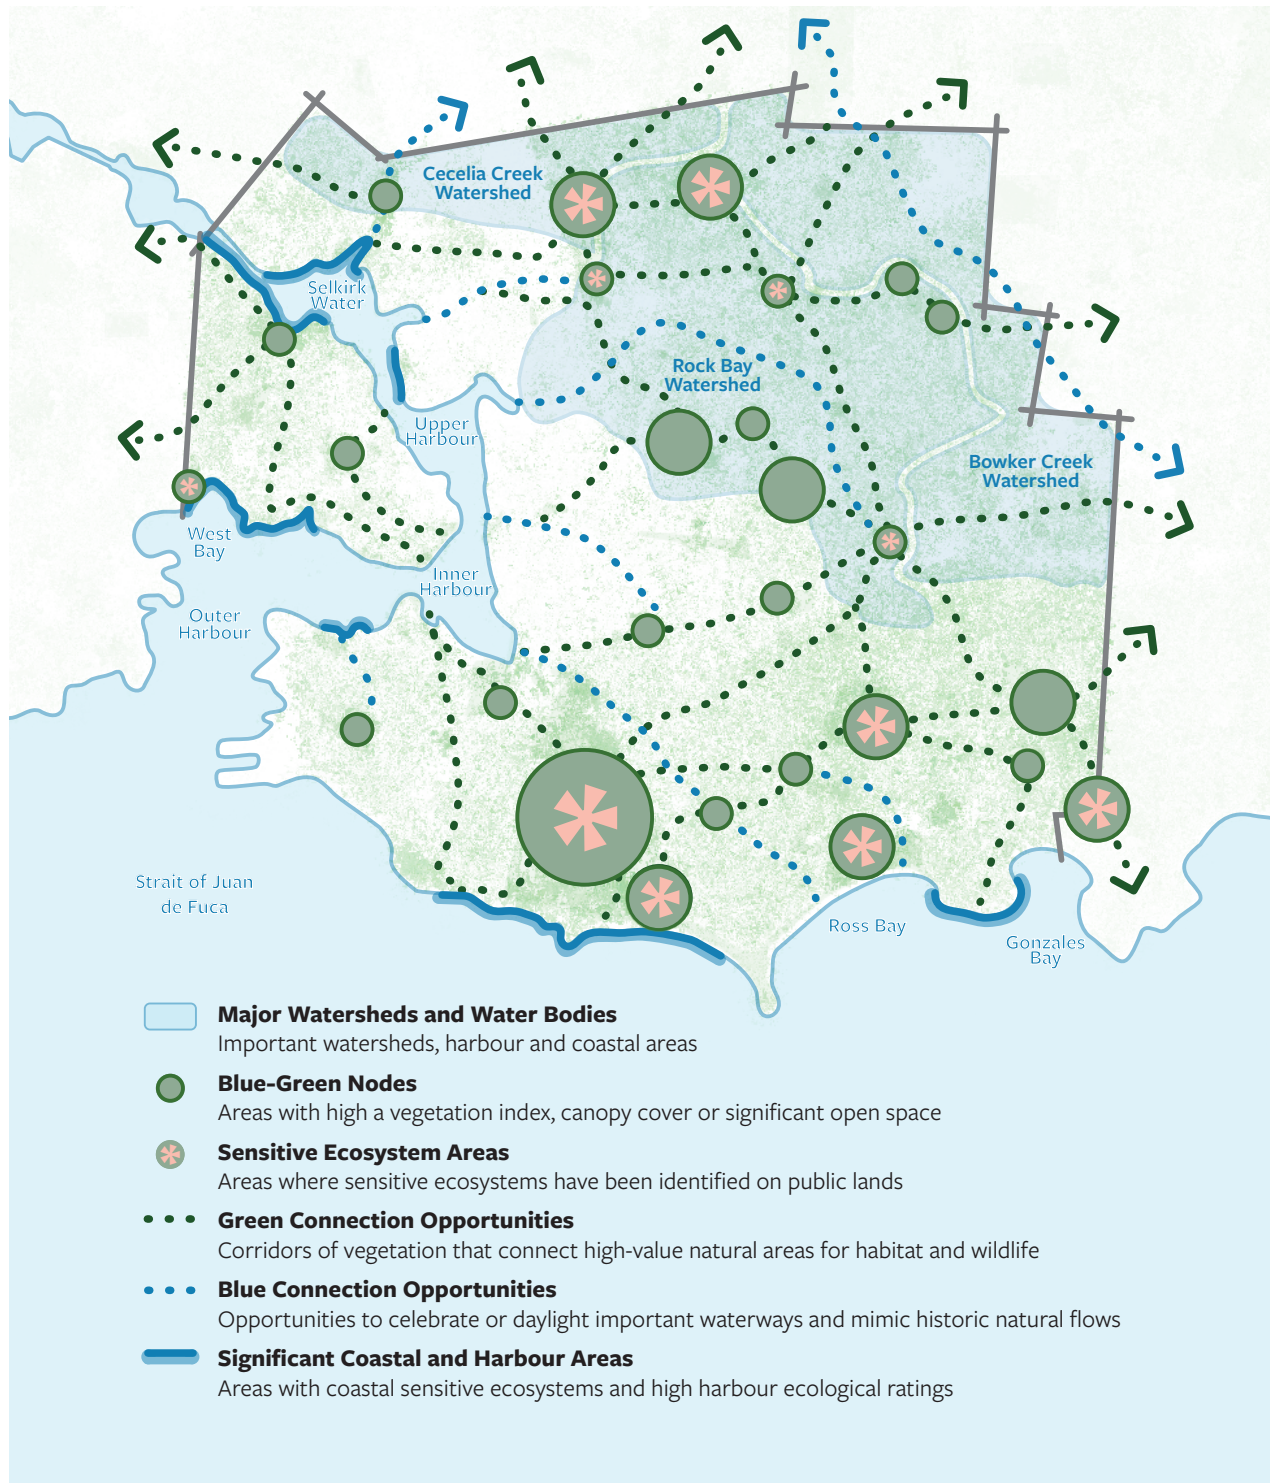 Cecelia Creek
Watershed
Selkirk
Water
Rock Bay
Watershed
Upper
Harbour
Bowker Creek
Watershed
West
Bay
Inner
Harbour
Outer
Harbour
Strait of Juan
de Fuca
Ross Bay
Gonzales
Bay
Major Watersheds and Water Bodies
Important watersheds, harbour and coastal areas
Blue-Green Nodes
Areas with high a vegetation index, canopy cover or significant open space
Sensitive Ecosystem Areas
Areas where sensitive ecosystems have been identified on public lands
Green Connection Opportunities
Corridors of vegetation that connect high-value natural areas for habitat and wildlife
Blue Connection Opportunities
Opportunities to celebrate or daylight important waterways and mimic historic natural flows
Significant Coastal and Harbour Areas
Areas with coastal sensitive ecosystems and high harbour ecological ratings